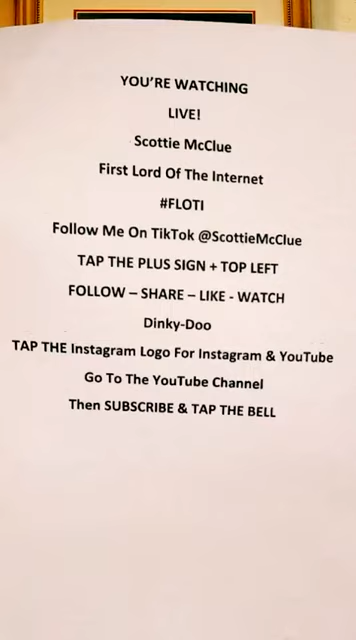 YOU'RE WATCHING
LIVE!
Scottie McClue
First Lord Of The Internet
#FLOTI
Follow Me On TikTok @ScottieMcClue
TAP THE PLUS SIGN + TOP LEFT
FOLLOW – SHARE – LIKE - WATCH
Dinky-Doo
TAP THE Instagram Logo For Instagram & YouTube
Go To The YouTube Channel
Then SUBSCRIBE & TAP THE BELL